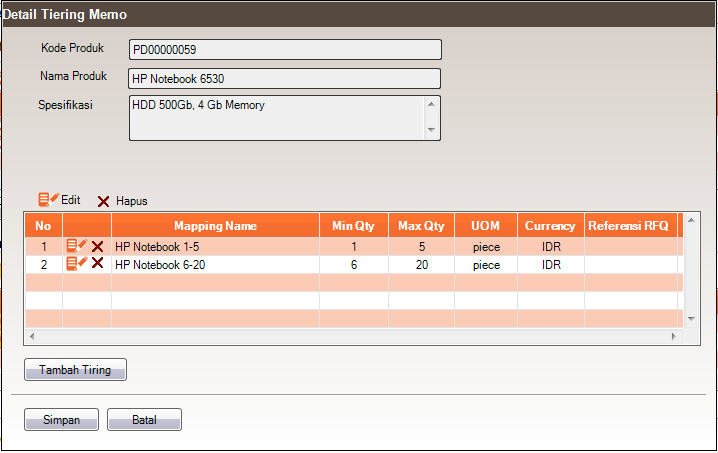 Detail Tiering Memo
Kode Produk PD00000059
Nama Produk HP Notebook 6530
Spesifikasi HDD 500Gb, 4 Gb Memory
Edit Hapus
No Mapping Name Min Qty Max Qty UOM Currency Referensi RFQ
1 HP Notebook 1-5 1 5 piece IDR
2 HP Notebook 6-20 6 20 piece IDR
Tambah Tiring
Simpan Batal